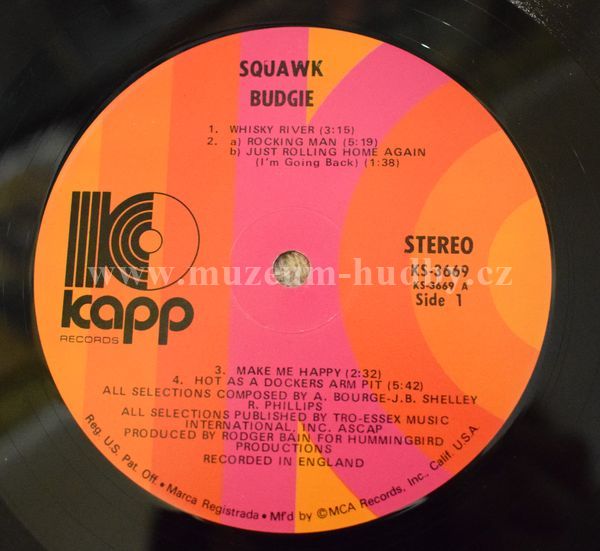 SQUAWK
BUDGIE
1. WHISKY RIVER (3:15)
2. a) ROCKING MAN (5:19)
b) JUST ROLLING HOME AGAIN
(I'm Going Back) (1:38)
kapp
RECORDS
STEREO
KS-3669
KS-3669 A
Side 1
www.muzeum-hudby.cz
3. MAKE ME HAPPY (2:32)
4. HOT AS A DOCKERS ARM PIT (5:42)
ALL SELECTIONS COMPOSED BY A. BOURGE-J.B. SHELLEY
R. PHILLIPS
ALL SELECTIONS PUBLISHED BY TRO-ESSEX MUSIC
INTERNATIONAL, INC. ASCAP
PRODUCED BY RODGER BAIN FOR HUMMINGBIRD
PRODUCTIONS
RECORDED IN ENGLAND
Reg. U.S. Pat. Off. • Marca Registrada • Mf'd by ©MCA Records, Inc., Calif. U.S.A.